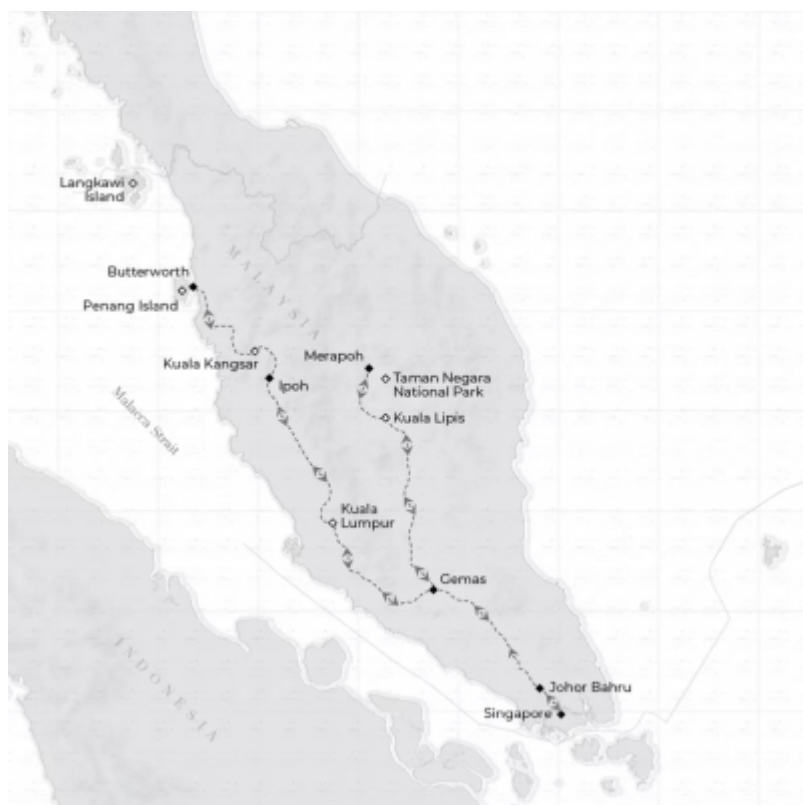 Langkawi
Island
MALAYSIA
Butterworth
Penang Island
Kuala Kangsar
Merapoh
Ipoh
Taman Negara
National Park
Malacca Strait
Kuala Lipis
Kuala
Lumpur
Gemas
INDONESIA
Johor Bahru
Singapore